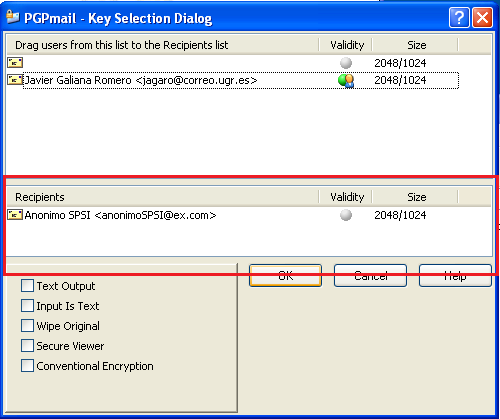 PGPmail - Key Selection Dialog
Drag users from this list to the Recipients list Validity Size
2048/1024
Javier Galiana Romero <jagaro@correo.ugr.es> 2048/1024
Recipients Validity Size
Anonimo SPSI <anonimoSPSI@ex.com> 2048/1024
OK Cancel Help
Text Output
Input Is Text
Wipe Original
Secure Viewer
Conventional Encryption